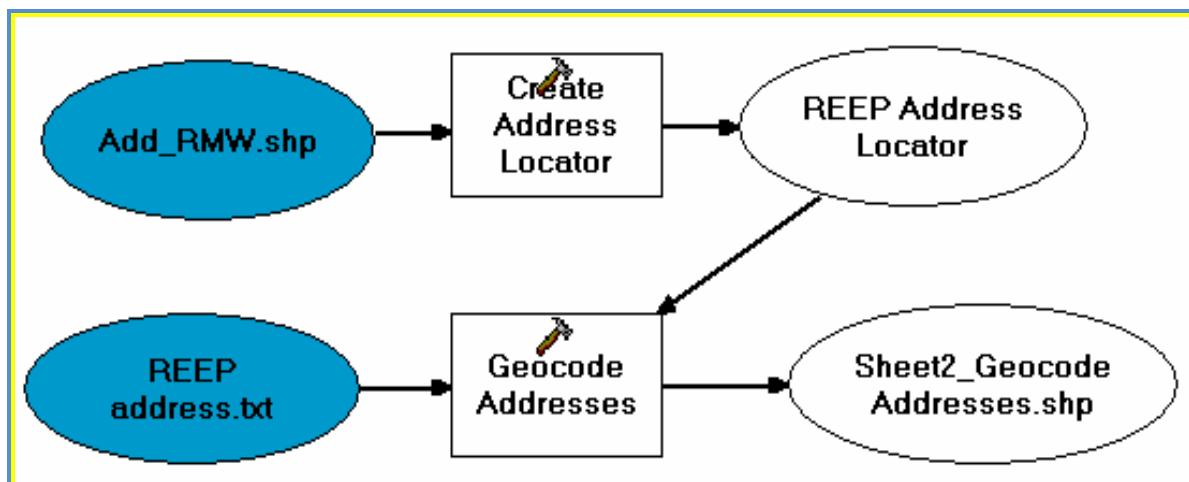 Add_RMW.shp
Create
Address
Locator
REEP Address
Locator
REEP
address.txt
Geocode
Addresses
Sheet2_Geocode
Addresses.shp